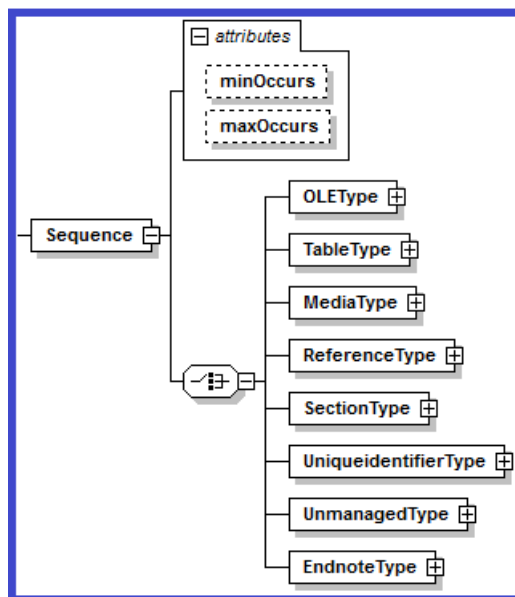 attributes
minOccurs
maxOccurs
OLEType
TableType
Sequence
MediaType
ReferenceType
SectionType
UniqueidentifierType
UnmanagedType
EndnoteType